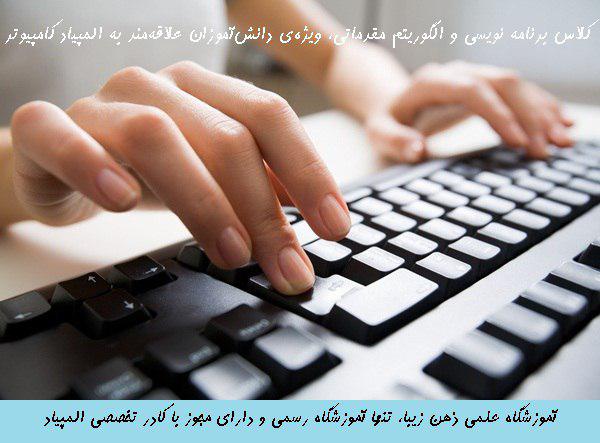 کلاس برنامه نویسی و الگوریتم مقدماتی، ویژه‌ی دانش‌آموزان علاقه‌مند به المپیاد کامپیوتر
آموزشگاه علمی ذهن زیبا، تنها آموزشگاه رسمی و دارای مجوز با کادر تخصصی المپیاد